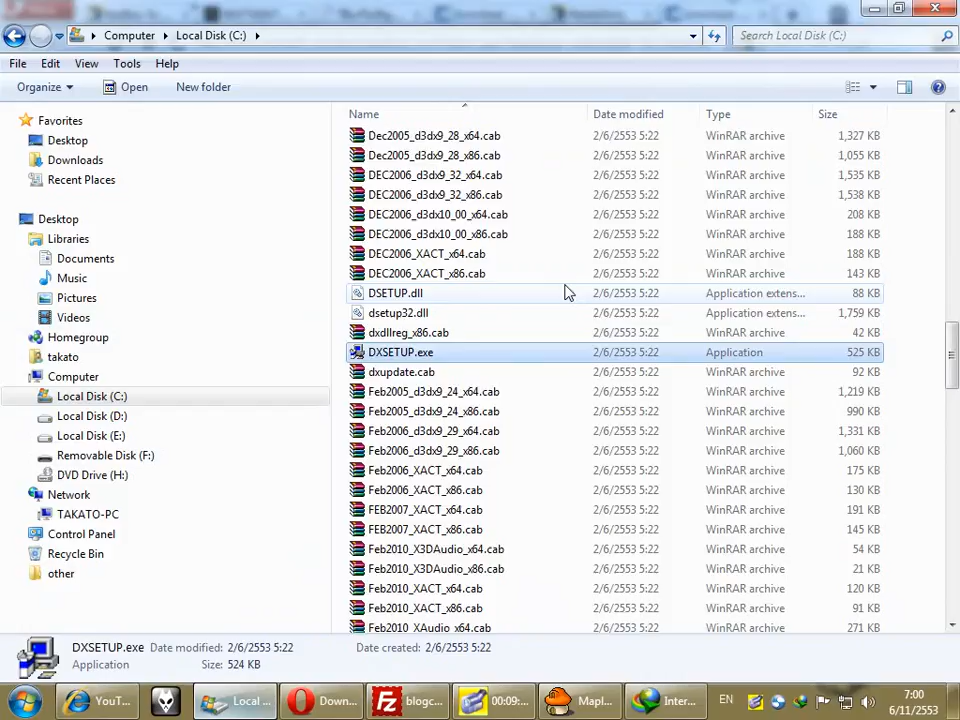 Computer Local Disk (C:) Search Local Disk (C:)
File Edit View Tools Help
Organize Open New folder
Name Date modified Type Size
Favorites
Desktop
Downloads
Recent Places
Desktop
Libraries
Documents
Music
Pictures
Videos
Homegroup
takato
Computer
Local Disk (C:)
Local Disk (D:)
Local Disk (E:)
Removable Disk (F:)
DVD Drive (H:)
Network
TAKATO-PC
Control Panel
Recycle Bin
other
Dec2005_d3dx9_28_x64.cab 2/6/2553 5:22 WinRAR archive 1,327 KB
Dec2005_d3dx9_28_x86.cab 2/6/2553 5:22 WinRAR archive 1,055 KB
DEC2006_d3dx9_32_x64.cab 2/6/2553 5:22 WinRAR archive 1,535 KB
DEC2006_d3dx9_32_x86.cab 2/6/2553 5:22 WinRAR archive 1,538 KB
DEC2006_d3dx10_00_x64.cab 2/6/2553 5:22 WinRAR archive 208 KB
DEC2006_d3dx10_00_x86.cab 2/6/2553 5:22 WinRAR archive 188 KB
DEC2006_XACT_x64.cab 2/6/2553 5:22 WinRAR archive 188 KB
DEC2006_XACT_x86.cab 2/6/2553 5:22 WinRAR archive 143 KB
DSETUP.dll 2/6/2553 5:22 Application extens... 88 KB
dsetup32.dll 2/6/2553 5:22 Application extens... 1,759 KB
dxdllreg_x86.cab 2/6/2553 5:22 WinRAR archive 42 KB
DXSETUP.exe 2/6/2553 5:22 Application 525 KB
dxupdate.cab 2/6/2553 5:22 WinRAR archive 92 KB
Feb2005_d3dx9_24_x64.cab 2/6/2553 5:22 WinRAR archive 1,219 KB
Feb2005_d3dx9_24_x86.cab 2/6/2553 5:22 WinRAR archive 990 KB
Feb2006_d3dx9_29_x64.cab 2/6/2553 5:22 WinRAR archive 1,331 KB
Feb2006_d3dx9_29_x86.cab 2/6/2553 5:22 WinRAR archive 1,060 KB
Feb2006_XACT_x64.cab 2/6/2553 5:22 WinRAR archive 175 KB
Feb2006_XACT_x86.cab 2/6/2553 5:22 WinRAR archive 130 KB
FEB2007_XACT_x64.cab 2/6/2553 5:22 WinRAR archive 191 KB
FEB2007_XACT_x86.cab 2/6/2553 5:22 WinRAR archive 145 KB
Feb2010_X3DAudio_x64.cab 2/6/2553 5:22 WinRAR archive 54 KB
Feb2010_X3DAudio_x86.cab 2/6/2553 5:22 WinRAR archive 21 KB
Feb2010_XACT_x64.cab 2/6/2553 5:22 WinRAR archive 120 KB
Feb2010_XACT_x86.cab 2/6/2553 5:22 WinRAR archive 91 KB
Feb2010_XAudio_x64.cab 2/6/2553 5:22 WinRAR archive 271 KB
DXSETUP.exe Date modified: 2/6/2553 5:22 Date created: 2/6/2553 5:22
Application Size: 524 KB
YouT... Local ... Down... blogc... 00:09:... Mapl... Inter... EN 7:00
6/11/2553